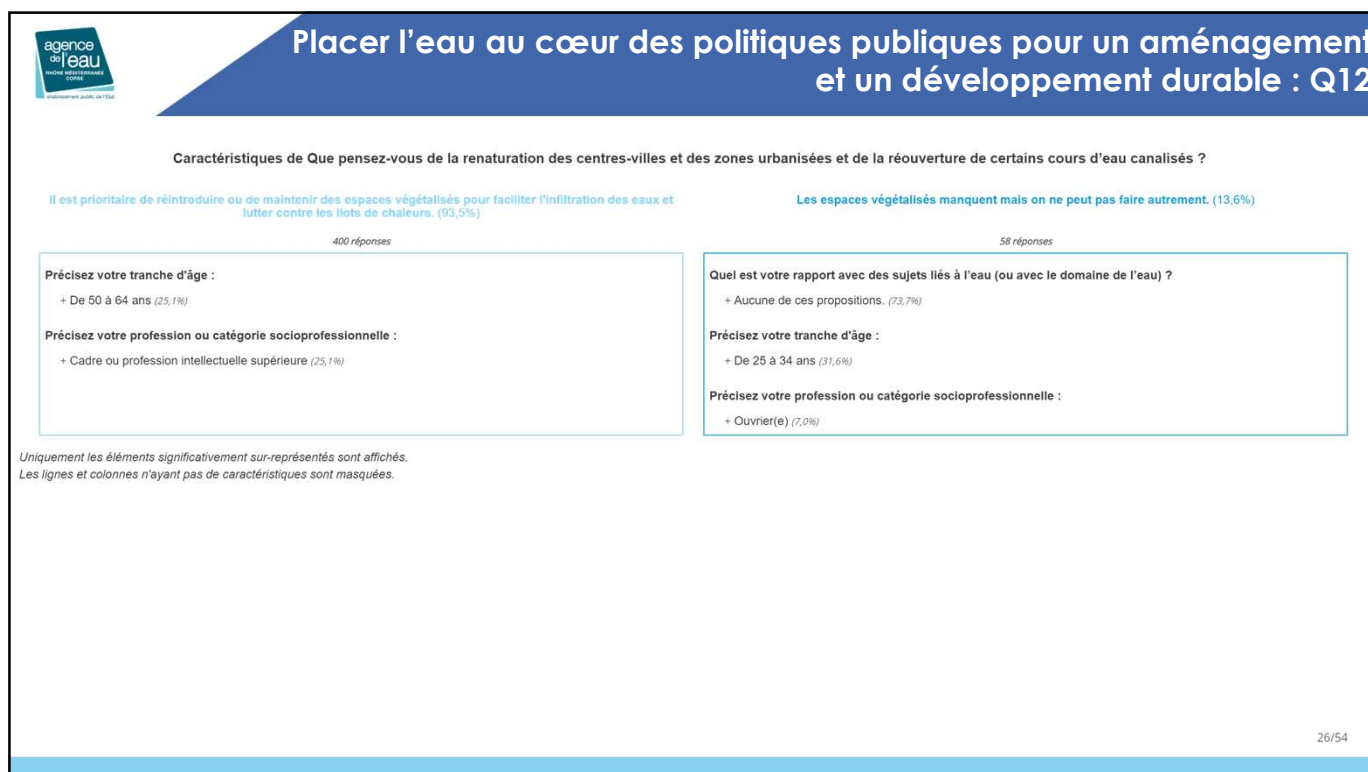 agence
de l'eau
RHÔNE MÉDITERRANÉE
CORSE
établissement public de l'État
Placer l'eau au cœur des politiques publiques pour un aménagement
et un développement durable : Q12
Caractéristiques de Que pensez-vous de la renaturation des centres-villes et des zones urbanisées et de la réouverture de certains cours d'eau canalisés ?
Il est prioritaire de réintroduire ou de maintenir des espaces végétalisés pour faciliter l'infiltration des eaux et
lutter contre les ilots de chaleurs. (93,5%)
400 réponses
Précisez votre tranche d'âge :
+ De 50 à 64 ans (25,1%)
Précisez votre profession ou catégorie socioprofessionnelle :
+ Cadre ou profession intellectuelle supérieure (25,1%)
Les espaces végétalisés manquent mais on ne peut pas faire autrement. (13,6%)
58 réponses
Quel est votre rapport avec des sujets liés à l'eau (ou avec le domaine de l'eau) ?
+ Aucune de ces propositions. (73,7%)
Précisez votre tranche d'âge :
+ De 25 à 34 ans (31,6%)
Précisez votre profession ou catégorie socioprofessionnelle :
+ Ouvrier(e) (7,0%)
Uniquement les éléments significativement sur-représentés sont affichés.
Les lignes et colonnes n'ayant pas de caractéristiques sont masquées.
26/54